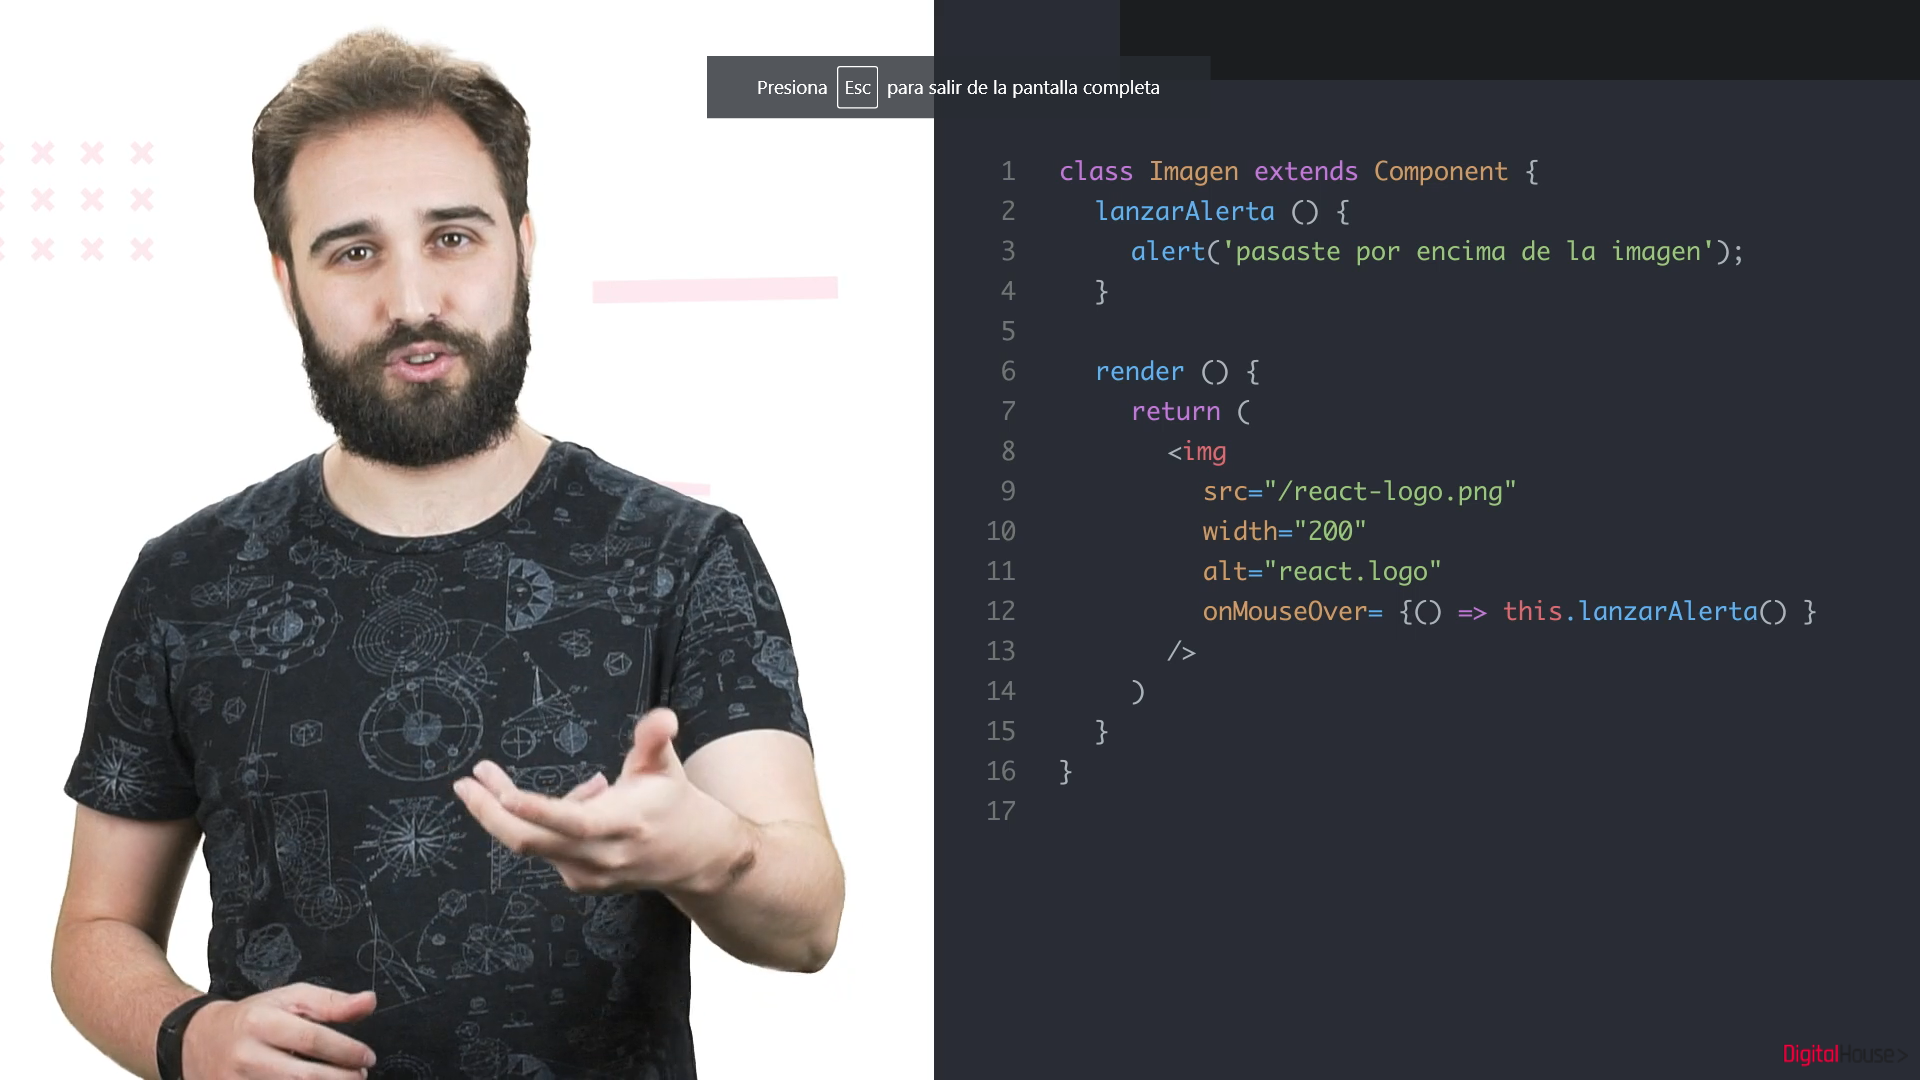 Presiona Esc para salir de la pantalla completa
1 class Imagen extends Component {
2 lanzarAlerta () {
3 alert('pasaste por encima de la imagen');
4 }
5
6 render () {
7 return (
8 <img
9 src="/react-logo.png"
10 width="200"
11 alt="react.logo"
12 onMouseOver= {() => this.lanzarAlerta() }
13 />
14 )
15 }
16 }
17
DigitalHouse>